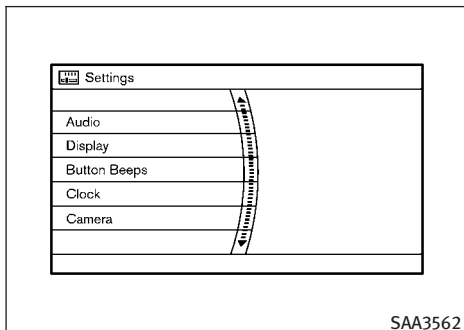 Settings
Audio
Display
Button Beeps
Clock
Camera
SAA3562